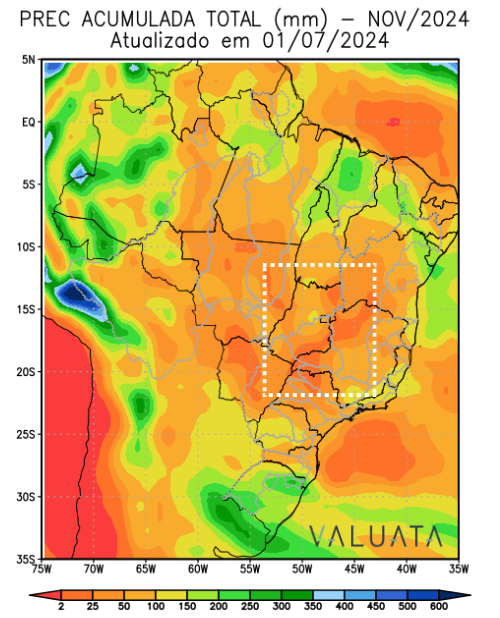 PREC ACUMULADA TOTAL (mm) – NOV/2024
Atualizado em 01/07/2024
5N
EQ
5S
10S
15S
20S
25S
30S
35S
75W 70W 65W 60W 55W 50W 45W 40W 35W
VALUATA
2 25 50 100 150 200 250 300 350 400 450 500 600